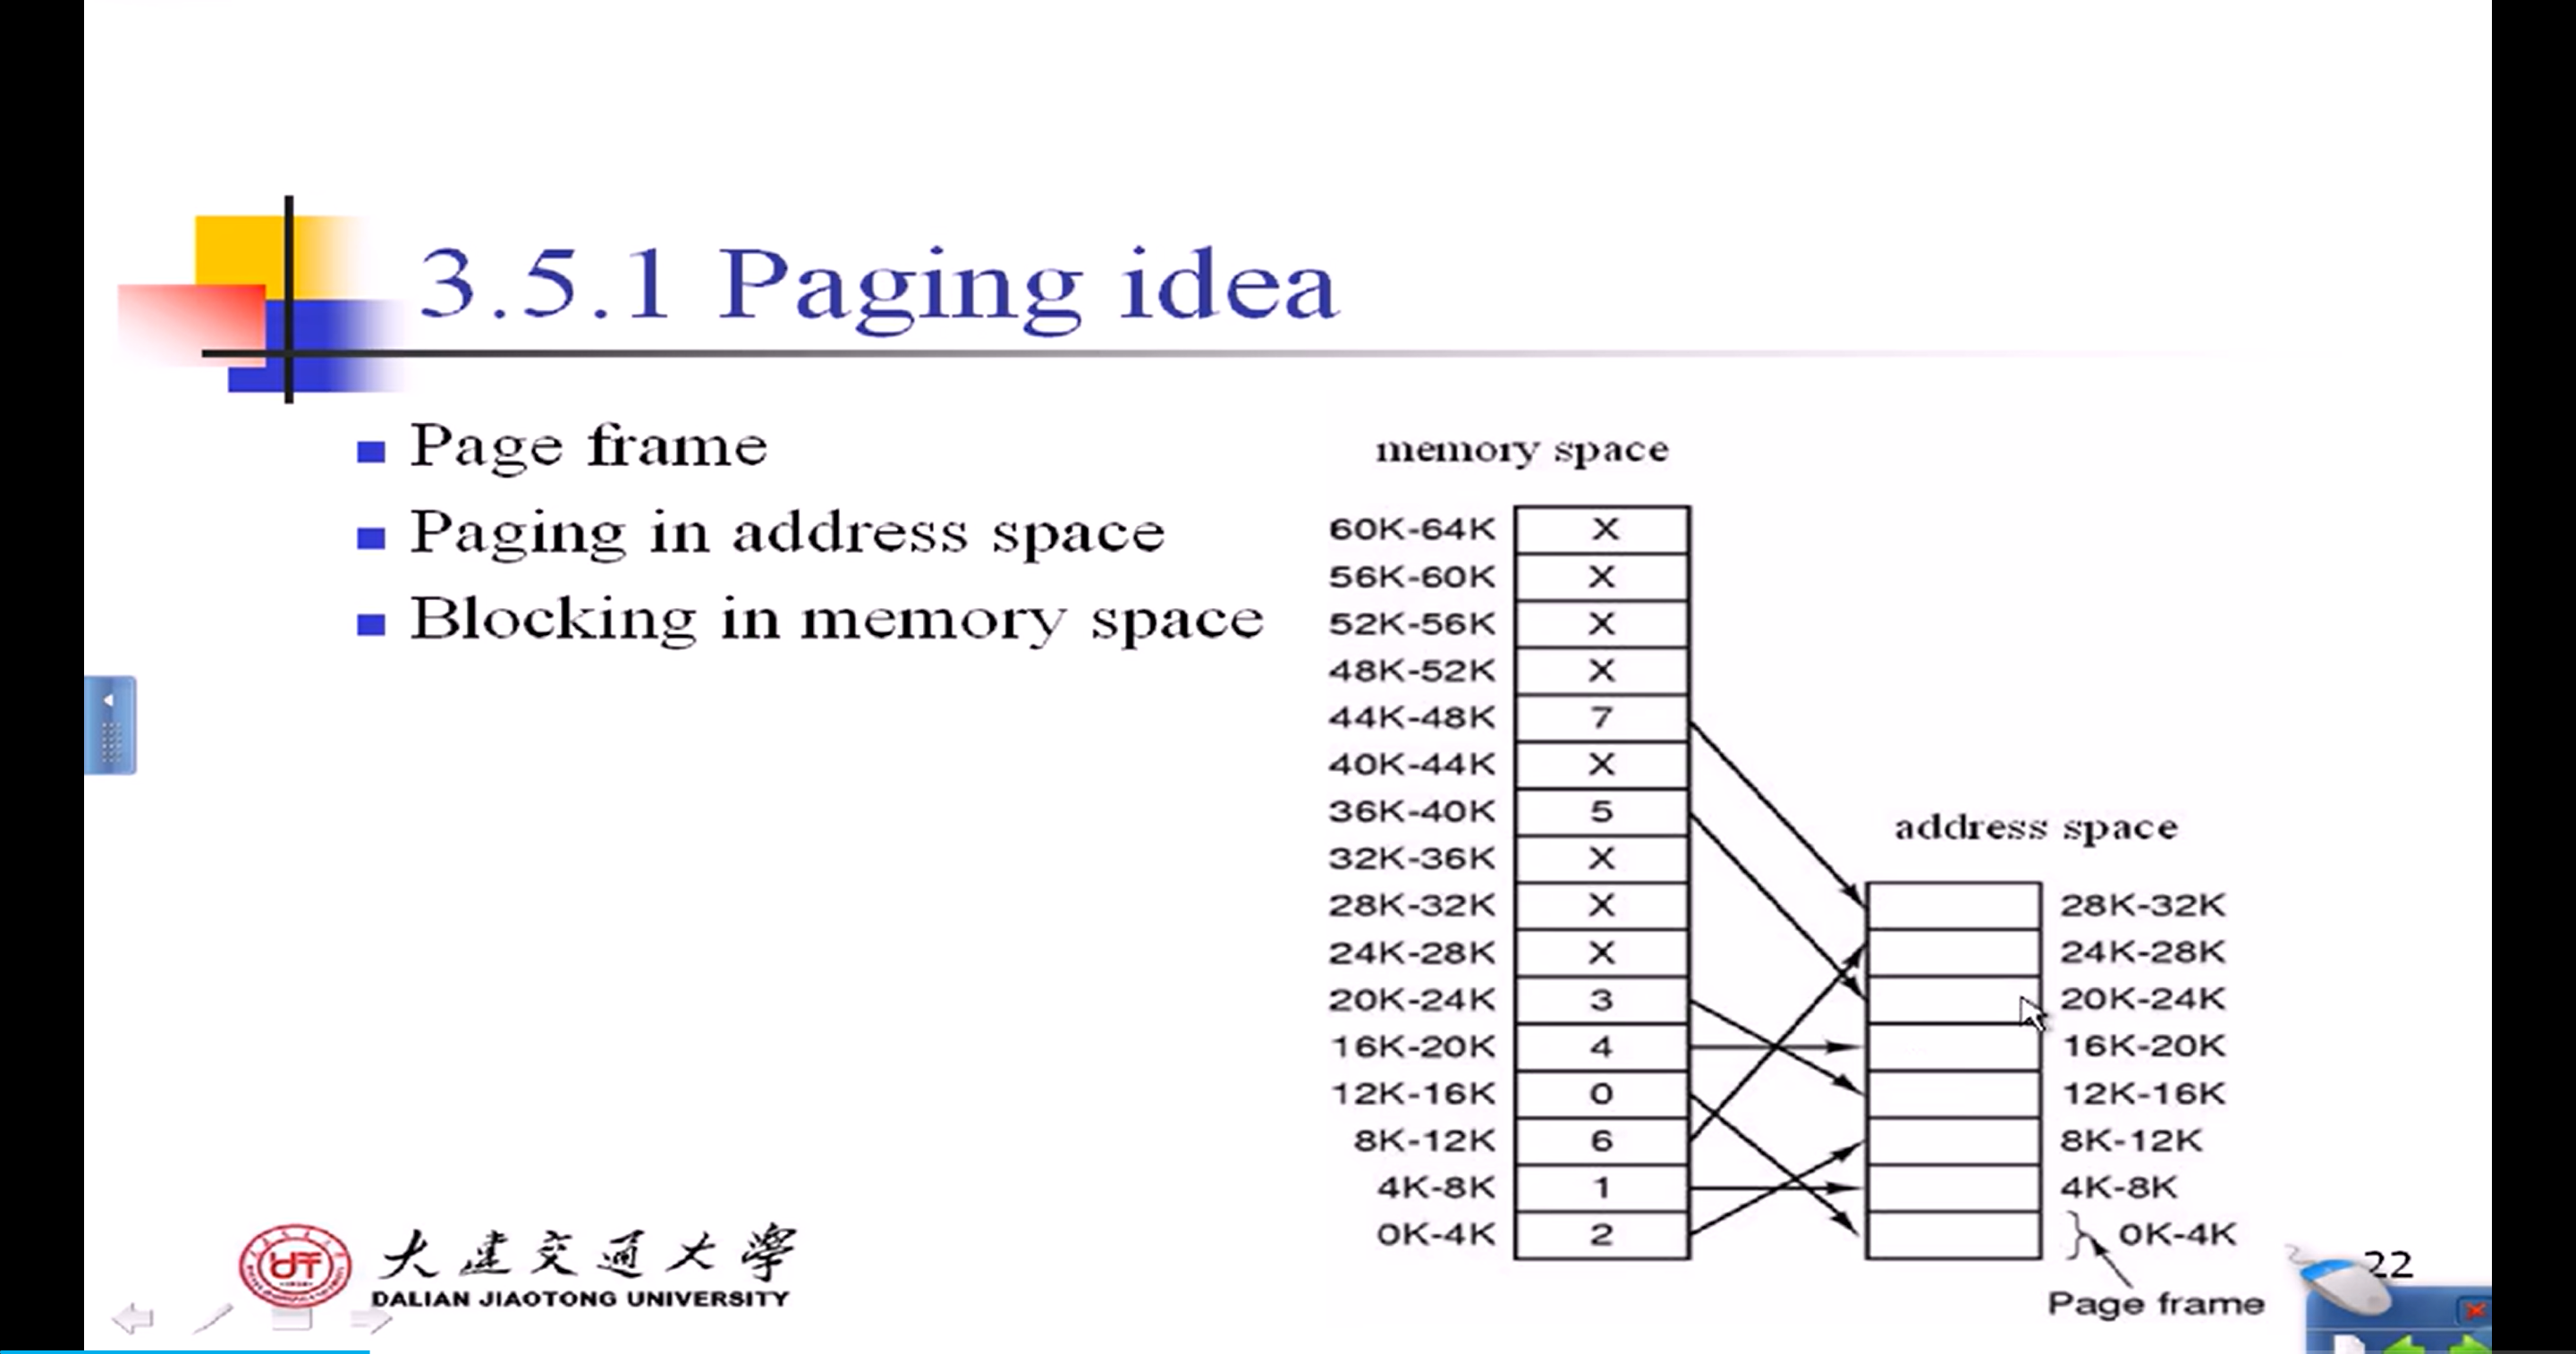 3.5.1 Paging idea
Page frame
Paging in address space
Blocking in memory space
memory space
60K-64K X
56K-60K X
52K-56K X
48K-52K X
44K-48K 7
40K-44K X
36K-40K 5
32K-36K X
28K-32K X
24K-28K X
20K-24K 3
16K-20K 4
12K-16K 0
8K-12K 6
4K-8K 1
0K-4K 2
address space
28K-32K
24K-28K
20K-24K
16K-20K
12K-16K
8K-12K
4K-8K
0K-4K
Page frame
大连交通大学
DALIAN JIAOTONG UNIVERSITY
22